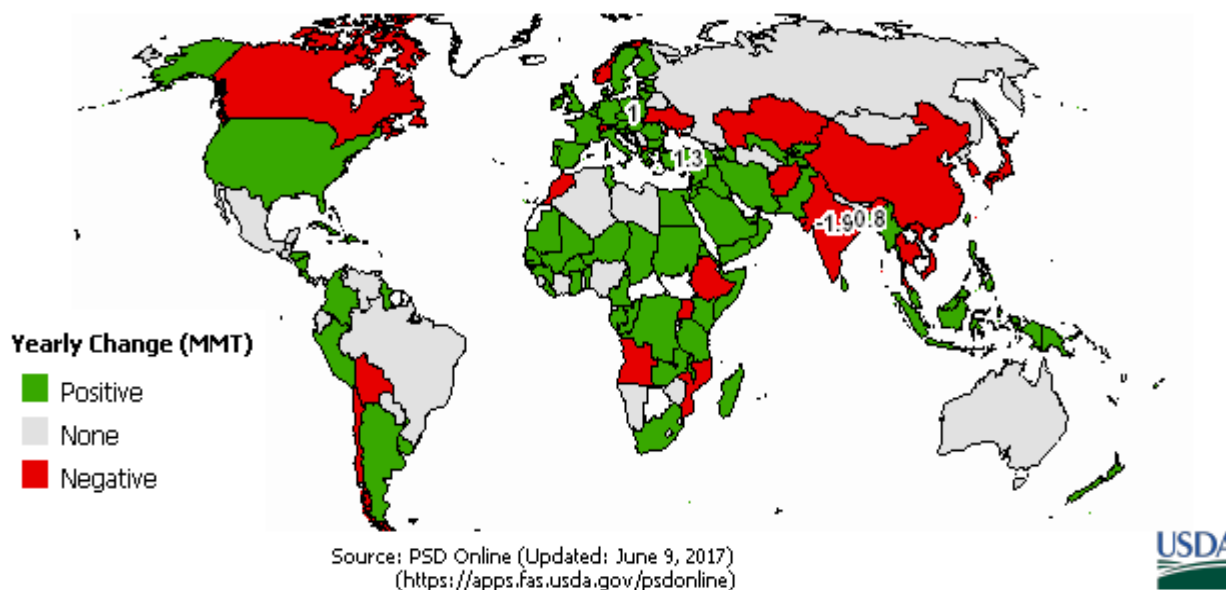 1
1.3
-1.9
0.8
Yearly Change (MMT)
Positive
None
Negative
Source: PSD Online (Updated: June 9, 2017)
(https://apps.fas.usda.gov/psdonline)
USDA